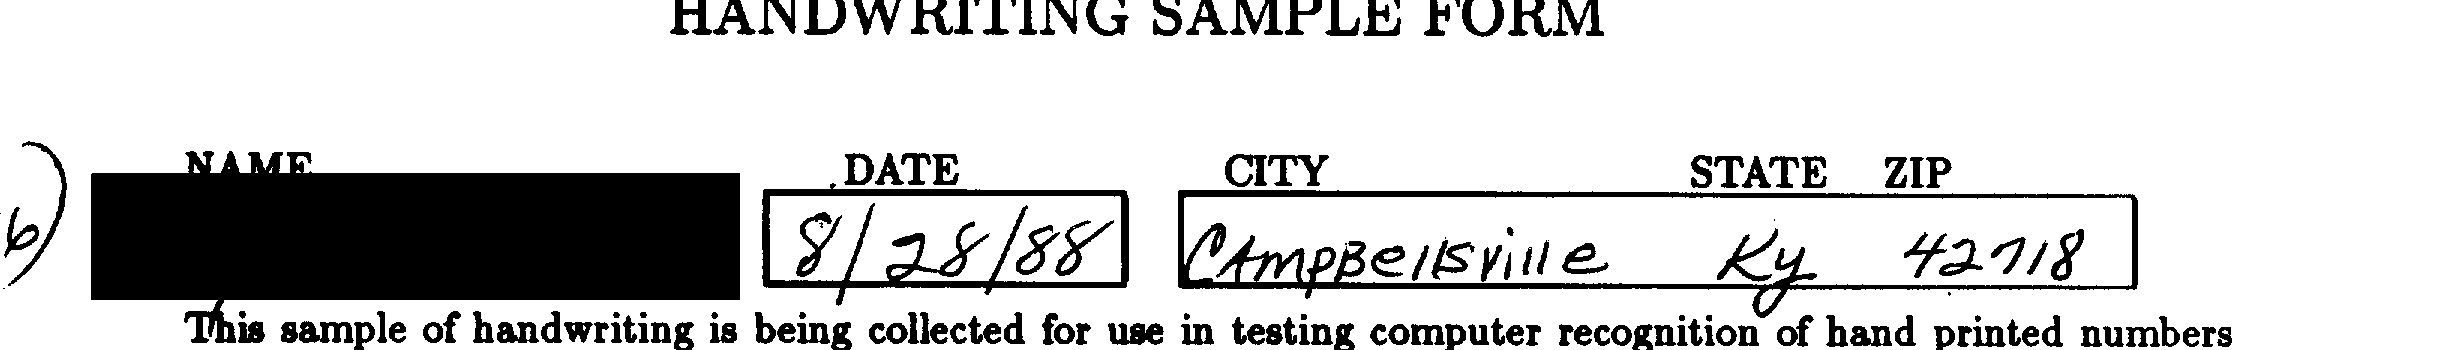 HANDWRITING SAMPLE FORM
NAME DATE CITY STATE ZIP
6) 8/28/88 CAmpBellsville Ky 42718
This sample of handwriting is being collected for use in testing computer recognition of hand printed numbers